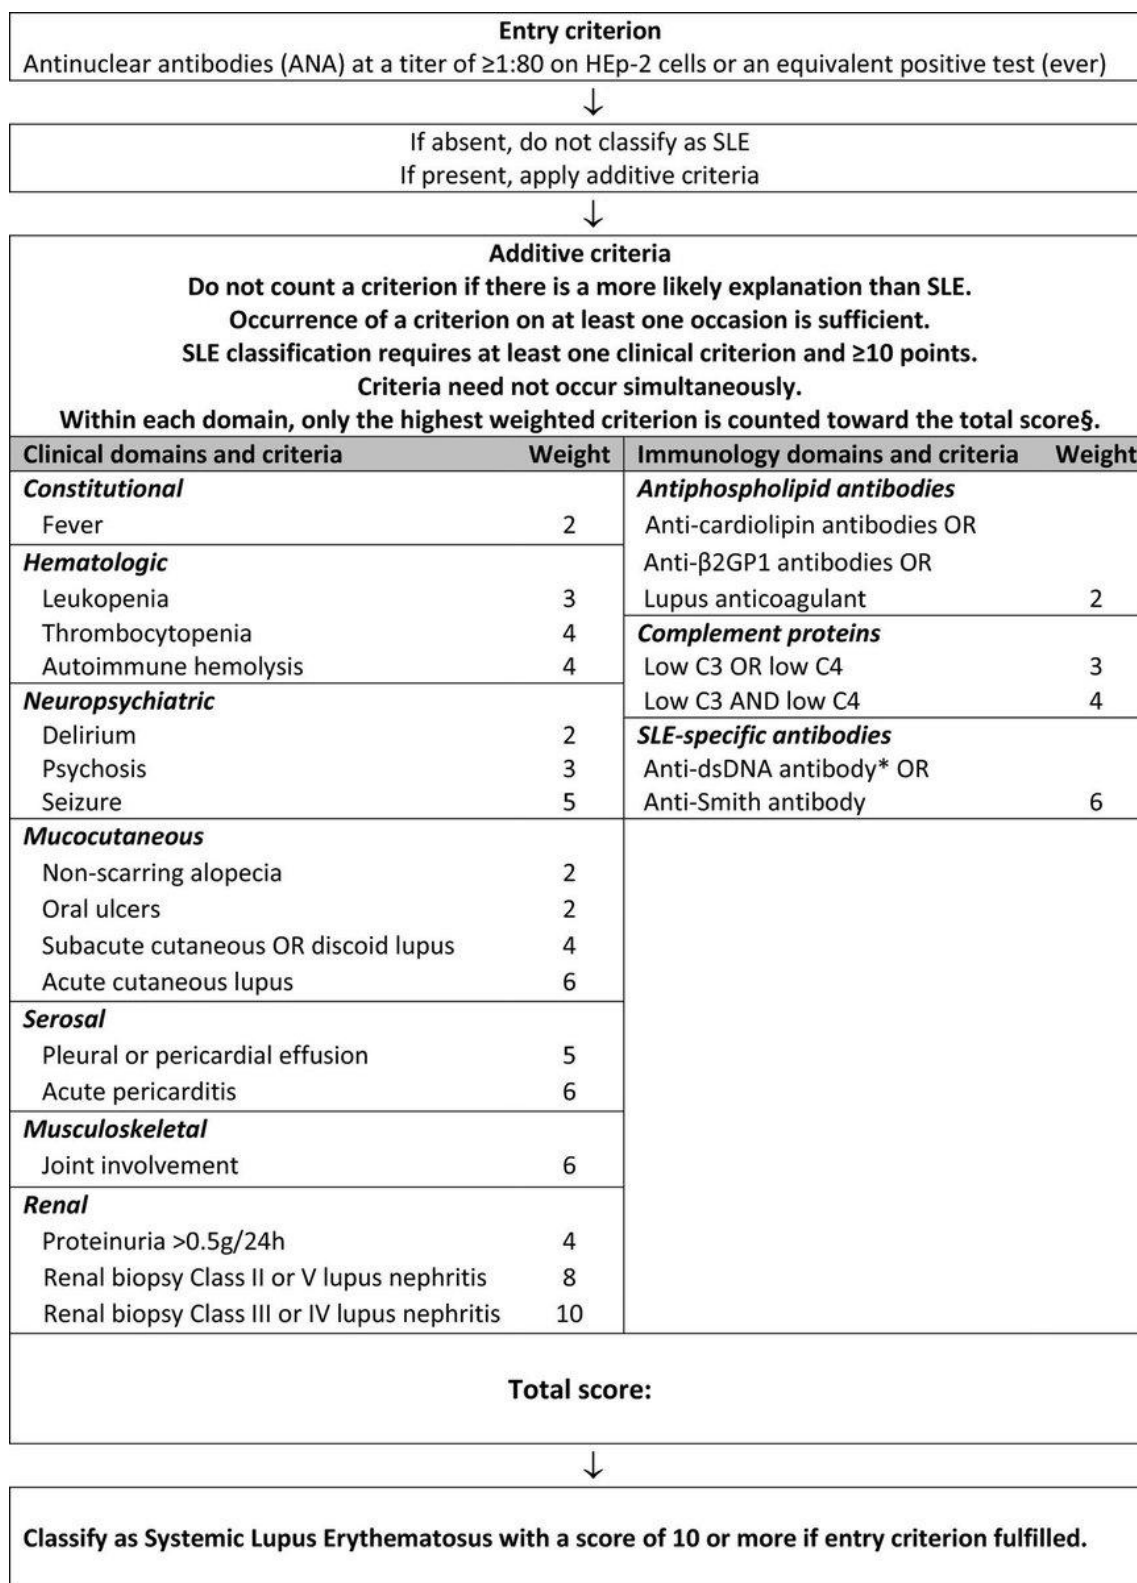 Entry criterion
Antinuclear antibodies (ANA) at a titer of ≥1:80 on HEp-2 cells or an equivalent positive test (ever)
↓
If absent, do not classify as SLE
If present, apply additive criteria
↓
Additive criteria
Do not count a criterion if there is a more likely explanation than SLE.
Occurrence of a criterion on at least one occasion is sufficient.
SLE classification requires at least one clinical criterion and ≥10 points.
Criteria need not occur simultaneously.
Within each domain, only the highest weighted criterion is counted toward the total score§.
Clinical domains and criteria Weight
Constitutional
Fever 2
Hematologic
Leukopenia 3
Thrombocytopenia 4
Autoimmune hemolysis 4
Neuropsychiatric
Delirium 2
Psychosis 3
Seizure 5
Mucocutaneous
Non-scarring alopecia 2
Oral ulcers 2
Subacute cutaneous OR discoid lupus 4
Acute cutaneous lupus 6
Serosal
Pleural or pericardial effusion 5
Acute pericarditis 6
Musculoskeletal
Joint involvement 6
Renal
Proteinuria >0.5g/24h 4
Renal biopsy Class II or V lupus nephritis 8
Renal biopsy Class III or IV lupus nephritis 10
Immunology domains and criteria Weight
Antiphospholipid antibodies
Anti-cardiolipin antibodies OR
Anti-β2GP1 antibodies OR
Lupus anticoagulant 2
Complement proteins
Low C3 OR low C4 3
Low C3 AND low C4 4
SLE-specific antibodies
Anti-dsDNA antibody* OR
Anti-Smith antibody 6
Total score:
↓
Classify as Systemic Lupus Erythematosus with a score of 10 or more if entry criterion fulfilled.